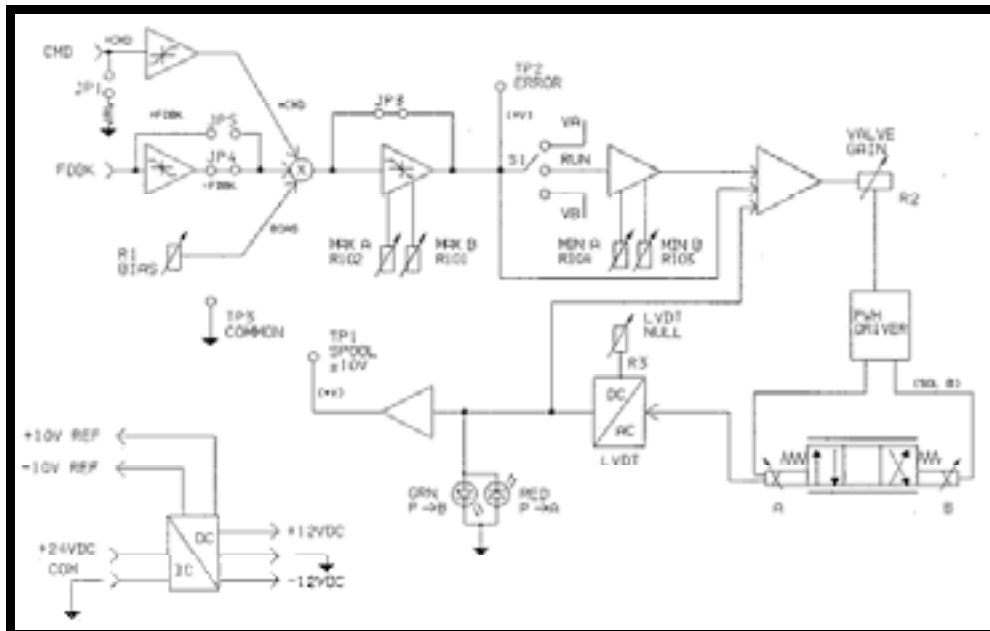 CMD
+CMD
JP1
+CMD
+FDBK
JP5
FDBK
JP4
-FDBK
BIAS
R1
BIAS
X
JP3
TP2
ERROR
(+V)
VA
S1
RUN
VB
MAX A
R102
MAX B
R101
MIN A
R104
MIN B
R103
VALVE
GAIN
R2
TP3
COMMON
TP1
SPOOL
±10V
(+V)
LVDT
NULL
R3
DC
AC
LVDT
PWM
DRIVER
(SOL B)
A
B
GRN
P→B
RED
P→A
+10V REF
-10V REF
+24VDC
COM
DC
DC
+12VDC
-12VDC